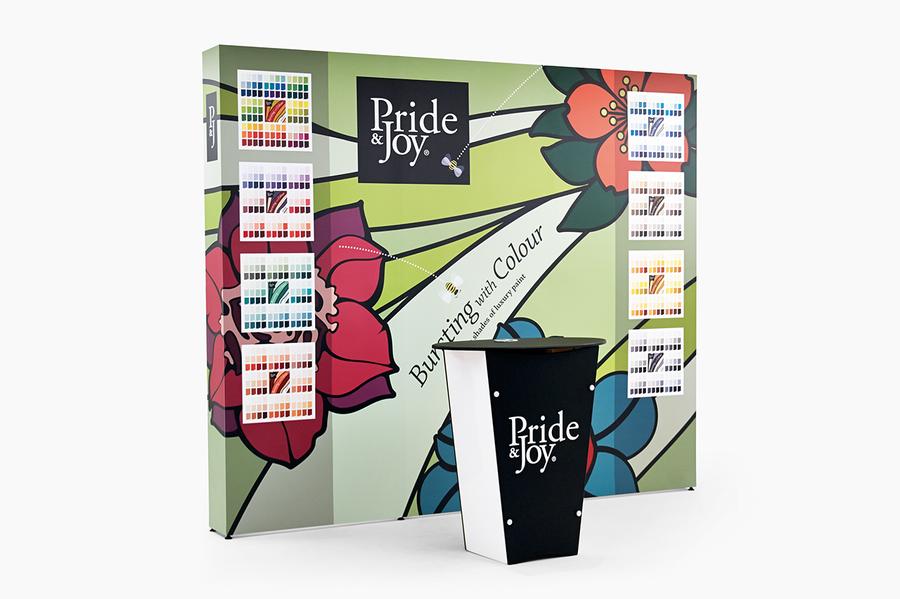 P
&
J
Pride
&Joy®
Bursting with Colour
shades of luxury paint
Pride
&Joy®